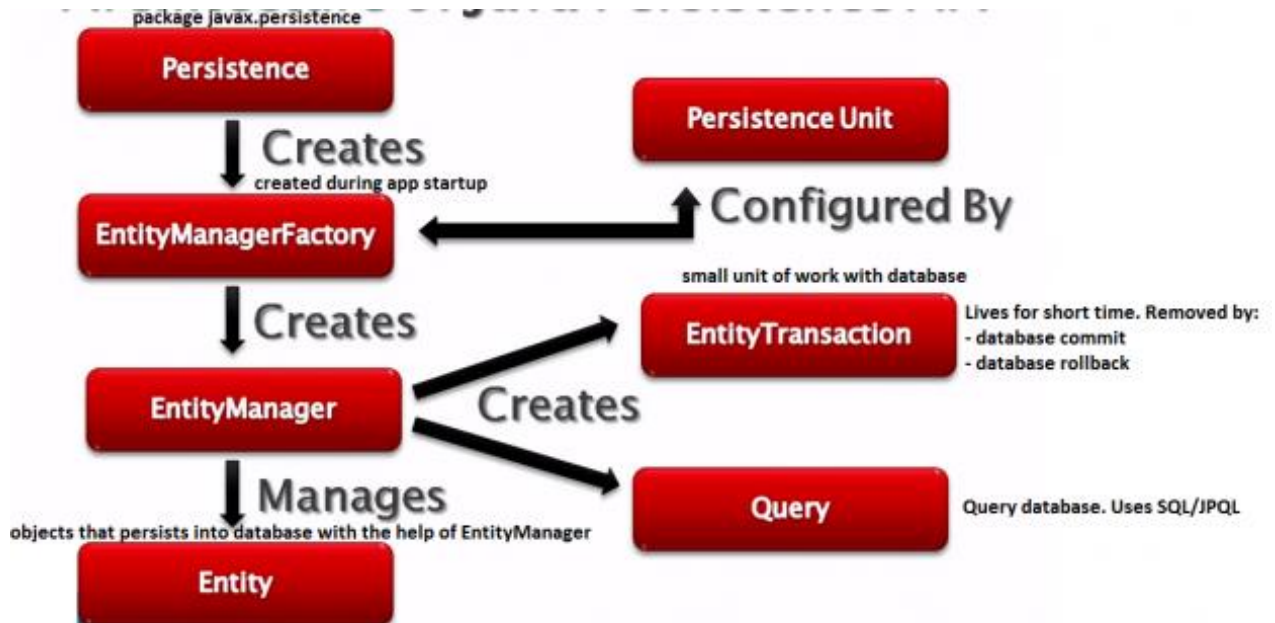 package javax.persistence
Persistence
Creates
created during app startup
EntityManagerFactory
Persistence Unit
Configured By
Creates
small unit of work with database
EntityTransaction
Lives for short time. Removed by:
- database commit
- database rollback
EntityManager
Creates
Manages
objects that persists into database with the help of EntityManager
Query
Query database. Uses SQL/JPQL
Entity